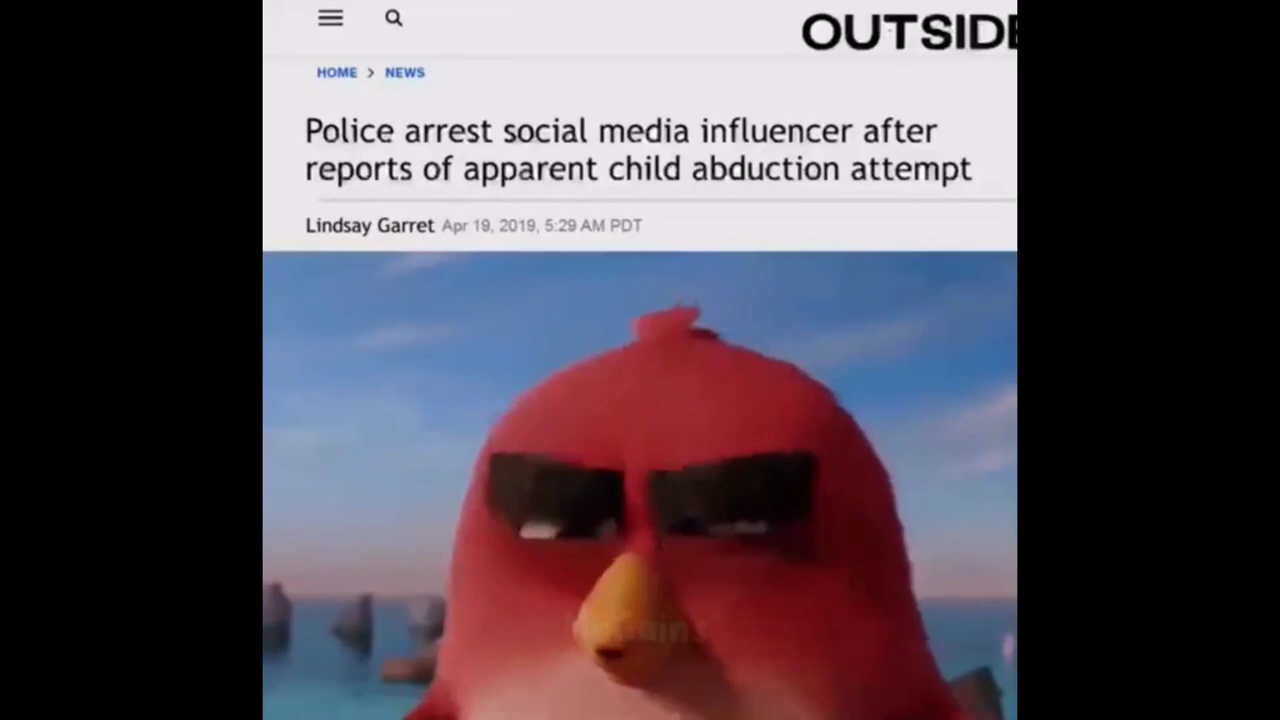 OUTSIDE
HOME > NEWS
Police arrest social media influencer after
reports of apparent child abduction attempt
Lindsay Garret Apr 19, 2019, 5:29 AM PDT